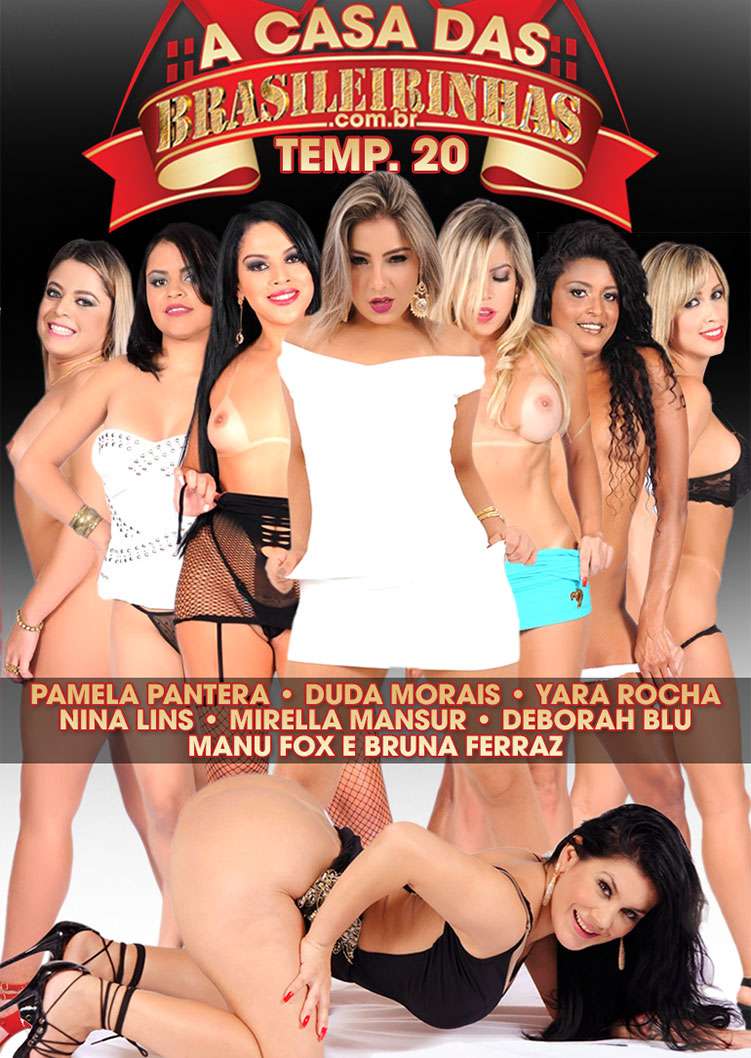 A CASA DAS
BRASILEIRINHAS
.com.br
TEMP. 20
PAMELA PANTERA • DUDA MORAIS • YARA ROCHA
NINA LINS • MIRELLA MANSUR • DEBORAH BLU
MANU FOX E BRUNA FERRAZ